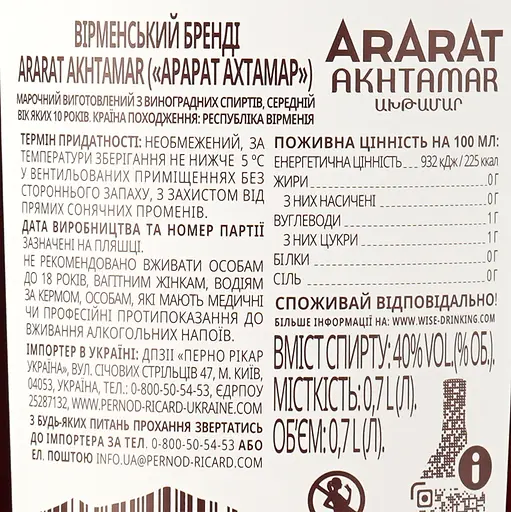 ВІРМЕНСЬКИЙ БРЕНДІ
ARARAT AKHTAMAR («АРАРАТ АХТАМАР»)
МАРОЧНИЙ ВИГОТОВЛЕНИЙ З ВИНОГРАДНИХ СПИРТІВ, СЕРЕДНІЙ
ВІК ЯКИХ 10 РОКІВ. КРАЇНА ПОХОДЖЕННЯ: РЕСПУБЛІКА ВІРМЕНІЯ
ТЕРМІН ПРИДАТНОСТІ: НЕОБМЕЖЕНИЙ, ЗА
ТЕМПЕРАТУРИ ЗБЕРІГАННЯ НЕ НИЖЧЕ 5 °C
У ВЕНТИЛЬОВАНИХ ПРИМІЩЕННЯХ БЕЗ
СТОРОННЬОГО ЗАПАХУ, З ЗАХИСТОМ ВІД
ПРЯМИХ СОНЯЧНИХ ПРОМЕНІВ.
ДАТА ВИРОБНИЦТВА ТА НОМЕР ПАРТІЇ
ЗАЗНАЧЕНІ НА ПЛЯШЦІ.
НЕ РЕКОМЕНДОВАНО ВЖИВАТИ ОСОБАМ
ДО 18 РОКІВ, ВАГІТНИМ ЖІНКАМ, ВОДІЯМ
ЗА КЕРМОМ, ОСОБАМ, ЯКІ МАЮТЬ МЕДИЧНІ
ЧИ ПРОФЕСІЙНІ ПРОТИПОКАЗАННЯ ДО
ВЖИВАННЯ АЛКОГОЛЬНИХ НАПОЇВ.
ІМПОРТЕР В УКРАЇНІ: ДПЗІІ «ПЕРНО РІКАР
УКРАЇНА», ВУЛ. СІЧОВИХ СТРІЛЬЦІВ 47, М. КИЇВ,
04053, УКРАЇНА, ТЕЛ.: 0-800-50-54-53, ЄДРПОУ
25287132, WWW.PERNOD-RICARD-UKRAINE.COM
З БУДЬ-ЯКИХ ПИТАНЬ ПРОХАННЯ ЗВЕРТАТИСЬ
ДО ІМПОРТЕРА ЗА ТЕЛ. 0-800-50-54-53 АБО
ЕЛ. ПОШТОЮ INFO.UA@PERNOD-RICARD.COM
ARARAT
AKHTAMAR
ԱԽԹԱՄԱՐ
ПОЖИВНА ЦІННІСТЬ НА 100 МЛ:
ЕНЕРГЕТИЧНА ЦІННІСТЬ 932 кДж / 225 ккал
ЖИРИ 0 Г
З НИХ НАСИЧЕНІ 0 Г
ВУГЛЕВОДИ 1 Г
З НИХ ЦУКРИ 1 Г
БІЛКИ 0 Г
СІЛЬ 0 Г
СПОЖИВАЙ ВІДПОВІДАЛЬНО!
БІЛЬШЕ ІНФОРМАЦІЇ НА: WWW.WISE-DRINKING.COM
ВМІСТ СПИРТУ: 40% VOL.(% ОБ.),
МІСТКІСТЬ: 0,7 L (Л).
ОБ'ЄМ: 0,7 L (Л).
i